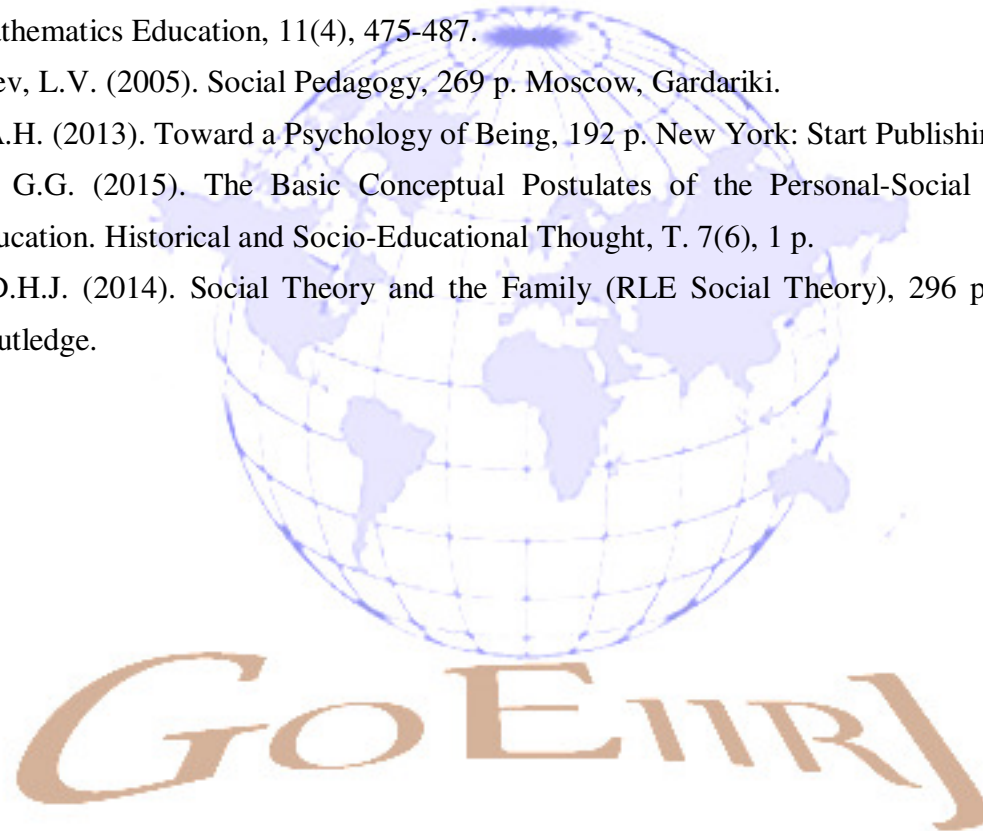 athematics Education, 11(4), 475-487.
ev, L.V. (2005). Social Pedagogy, 269 p. Moscow, Gardariki.
A.H. (2013). Toward a Psychology of Being, 192 p. New York: Start Publishin
G.G. (2015). The Basic Conceptual Postulates of the Personal-Social
ucation. Historical and Socio-Educational Thought, T. 7(6), 1 p.
D.H.J. (2014). Social Theory and the Family (RLE Social Theory), 296 p
utledge.
GOEIIRJ